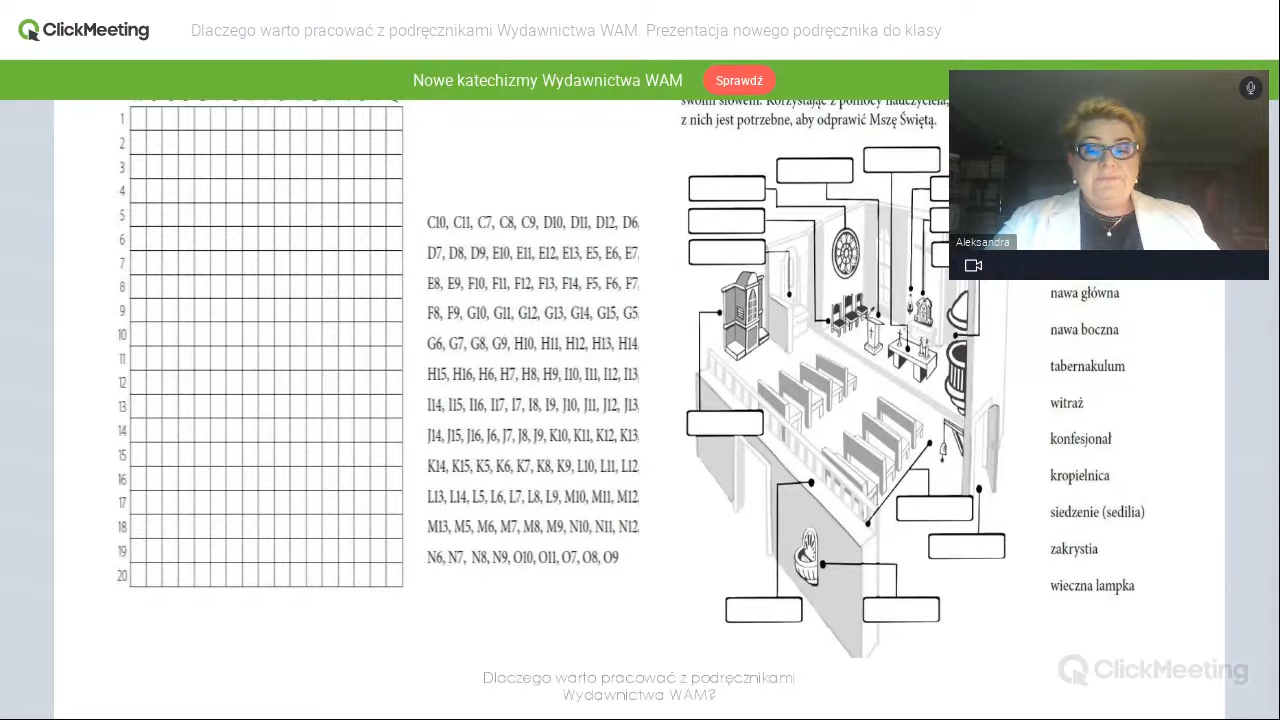 ClickMeeting
Dlaczego warto pracować z podręcznikami Wydawnictwa WAM. Prezentacja nowego podręcznika do klasy
Nowe katechizmy Wydawnictwa WAM
Sprawdź
Aleksandra
1
2
3
4
5
6
7
8
9
10
11
12
13
14
15
16
17
18
19
20
C10, C11, C7, C8, C9, D10, D11, D12, D6,
D7, D8, D9, E10, E11, E12, E13, E5, E6, E7,
E8, E9, F10, F11, F12, F13, F14, F5, F6, F7,
F8, F9, G10, G11, G12, G13, G14, G15, G5,
G6, G7, G8, G9, H10, H11, H12, H13, H14,
H15, H16, H6, H7, H8, H9, I10, I11, I12, I13,
I14, I15, I16, I17, I7, I8, I9, J10, J11, J12, J13,
J14, J15, J16, J6, J7, J8, J9, K10, K11, K12, K13,
K14, K15, K5, K6, K7, K8, K9, L10, L11, L12,
L13, L14, L5, L6, L7, L8, L9, M10, M11, M12,
M13, M5, M6, M7, M8, M9, N10, N11, N12,
N6, N7, N8, N9, O10, O11, O7, O8, O9
swoim słowem. Korzystając z pomocy nauczyciela,
z nich jest potrzebne, aby odprawić Mszę Świętą.
nawa główna
nawa boczna
tabernakulum
witraż
konfesjonał
kropielnica
siedzenie (sedilia)
zakrystia
wieczna lampka
Dlaczego warto pracować z podręcznikami
Wydawnictwa WAM?
ClickMeeting